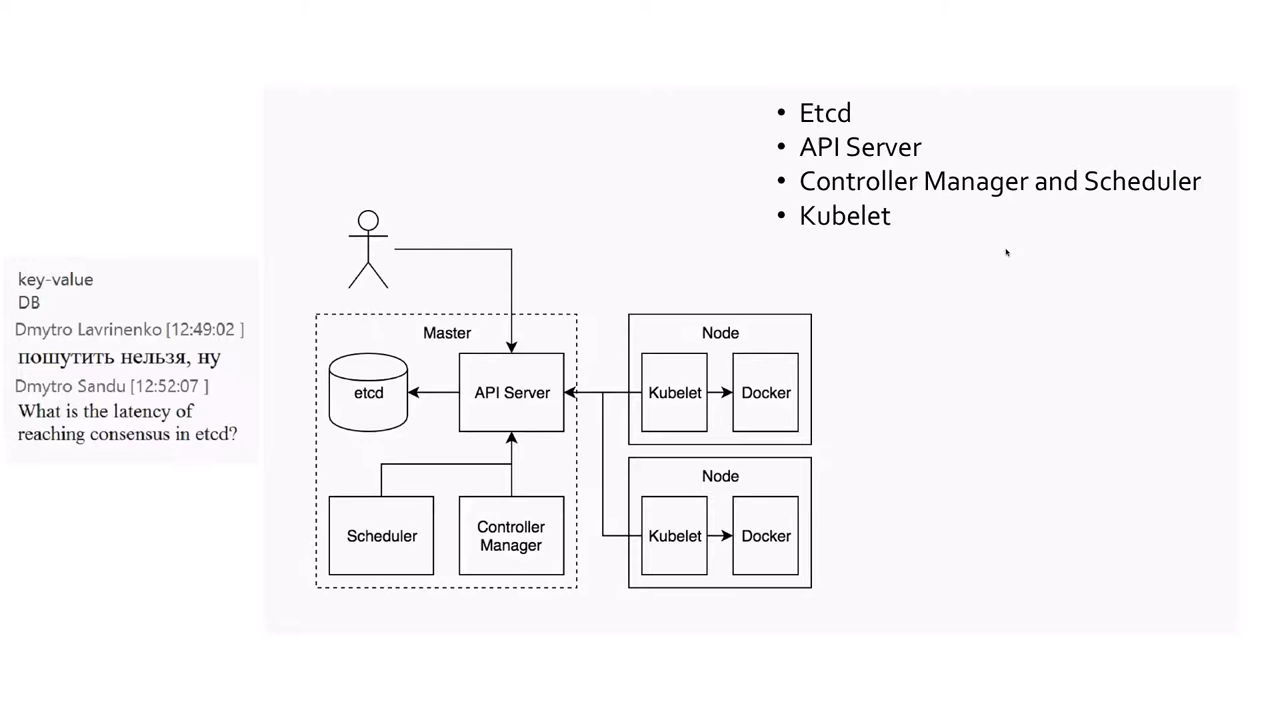 • Etcd
• API Server
• Controller Manager and Scheduler
• Kubelet
key-value
DB
Dmytro Lavrinenko [12:49:02 ]
пошутить нельзя, ну
Dmytro Sandu [12:52:07 ]
What is the latency of
reaching consensus in etcd?
Master
etcd
API Server
Scheduler
Controller
Manager
Node
Kubelet
Docker
Node
Kubelet
Docker